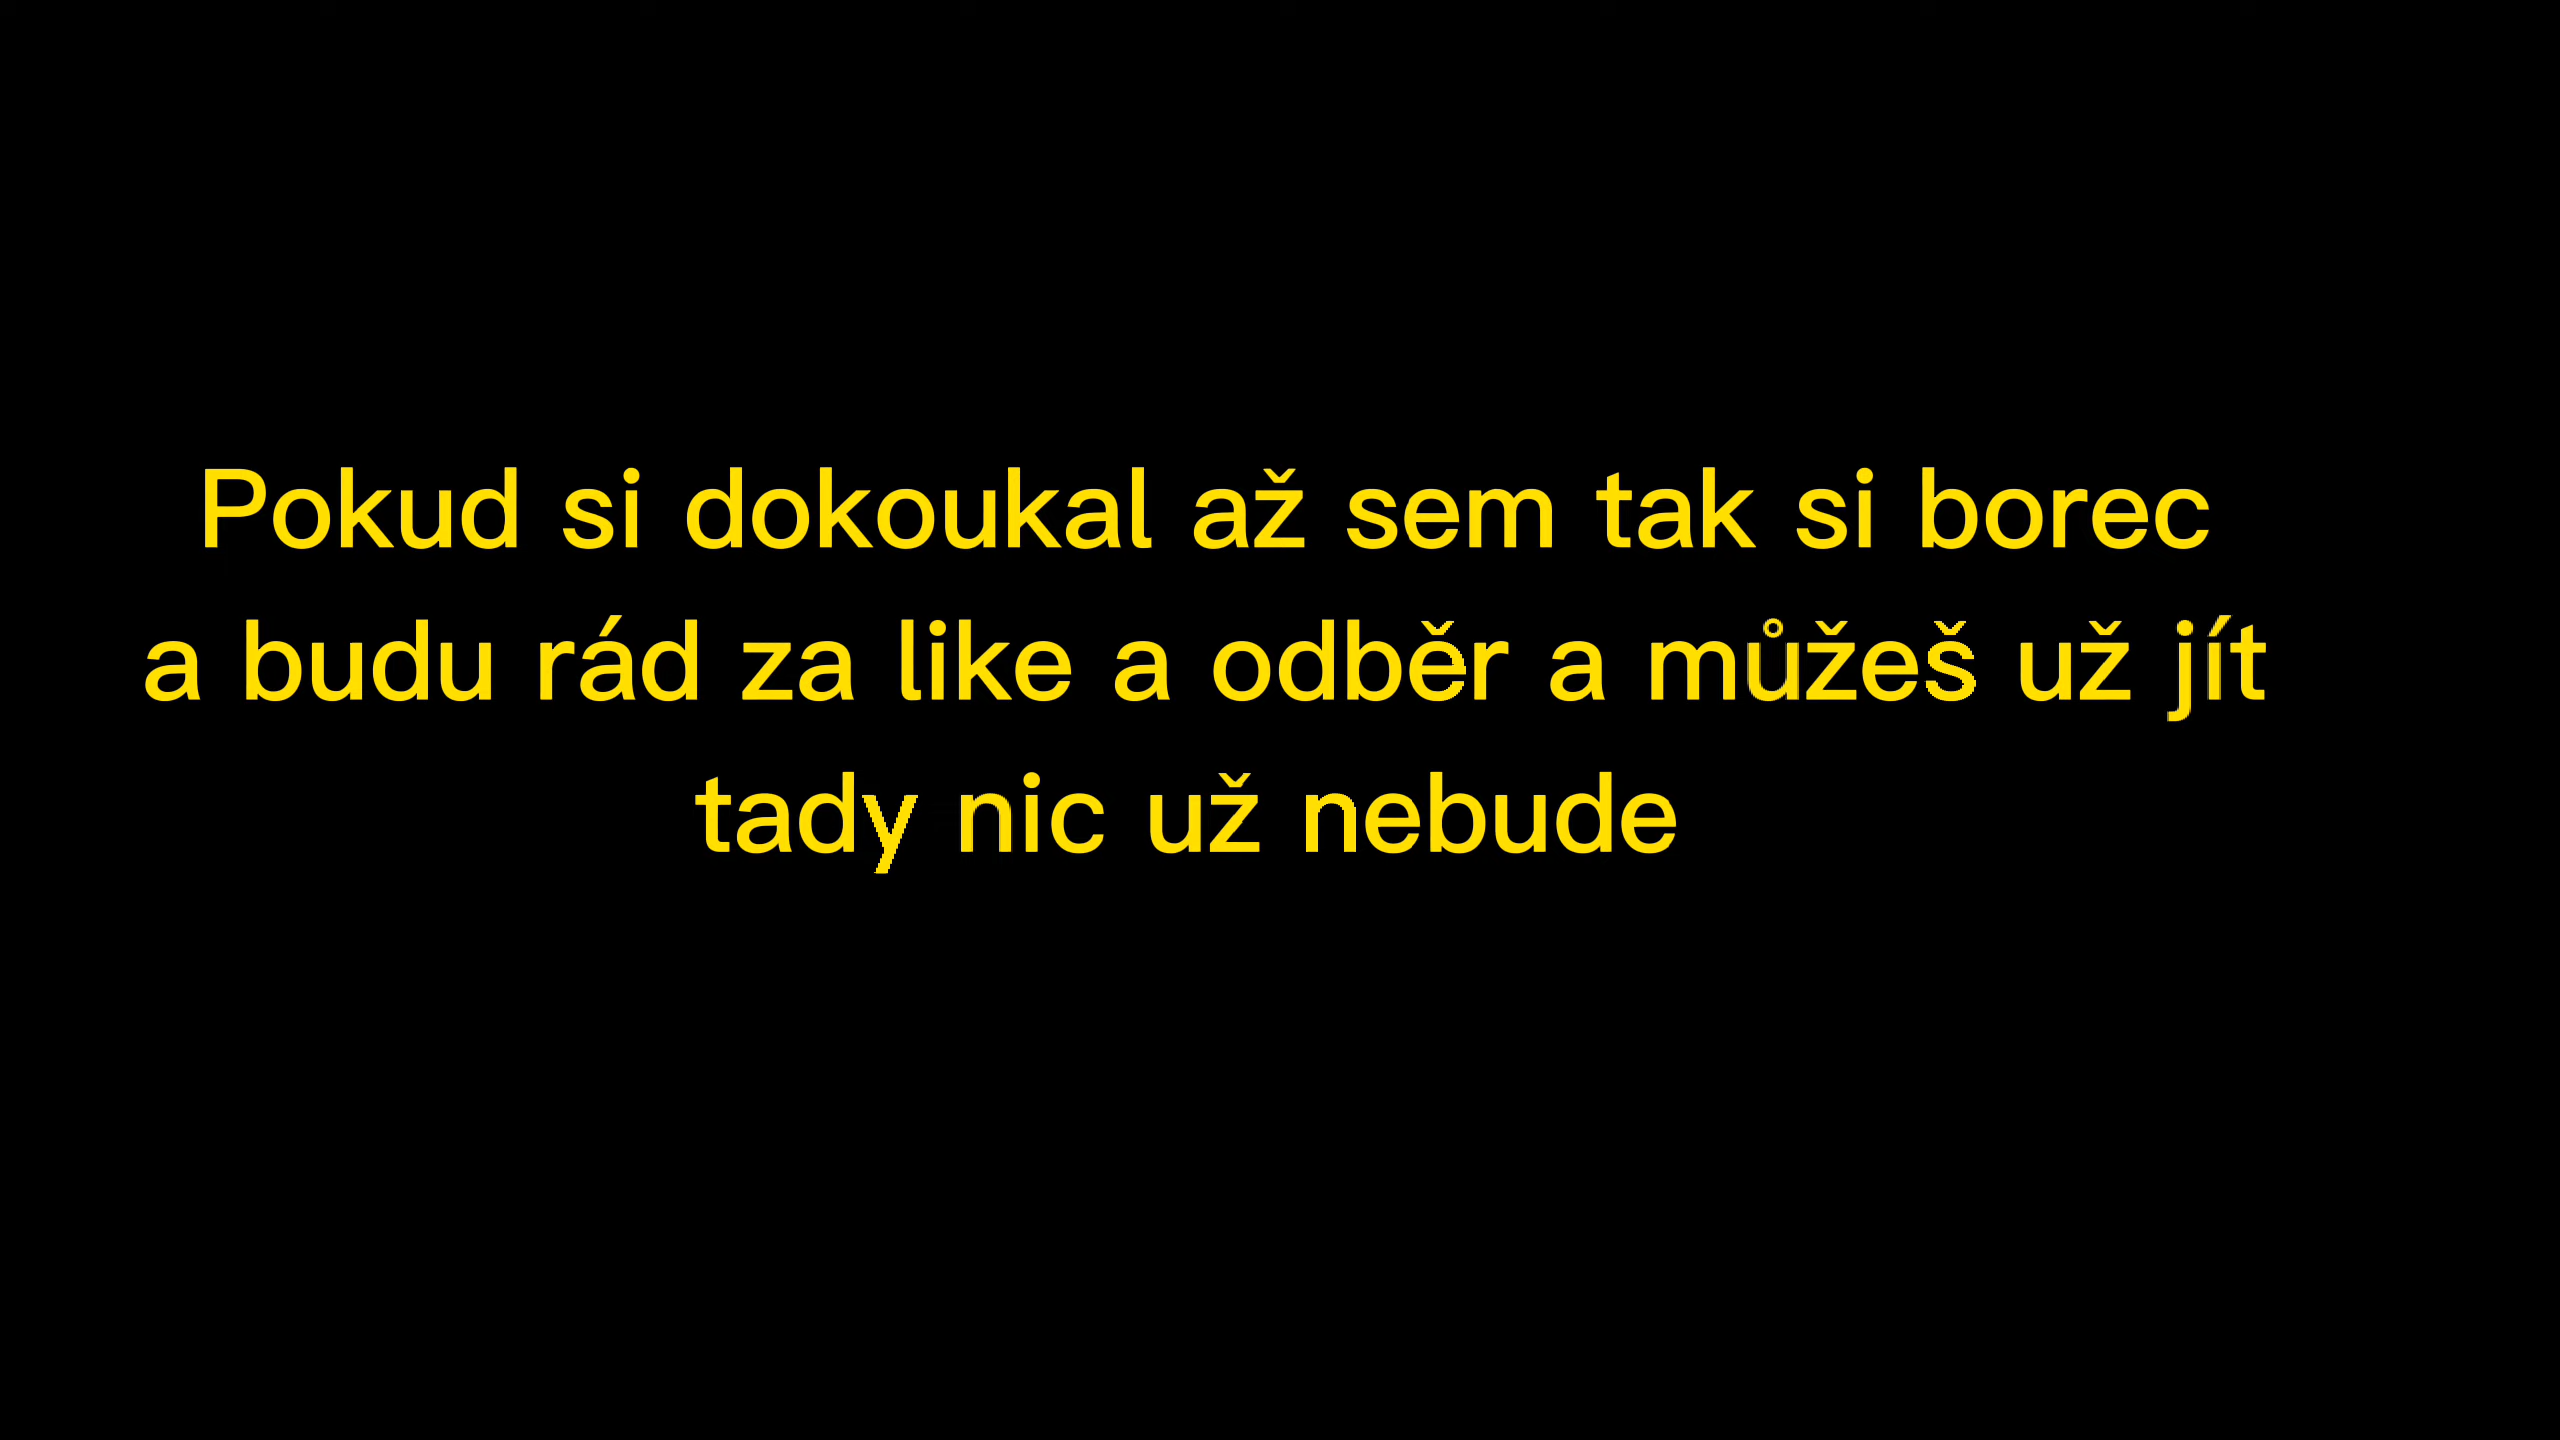 Pokud si dokoukal až sem tak si borec
a budu rád za like a odběr a můžeš už jít
tady nic už nebude